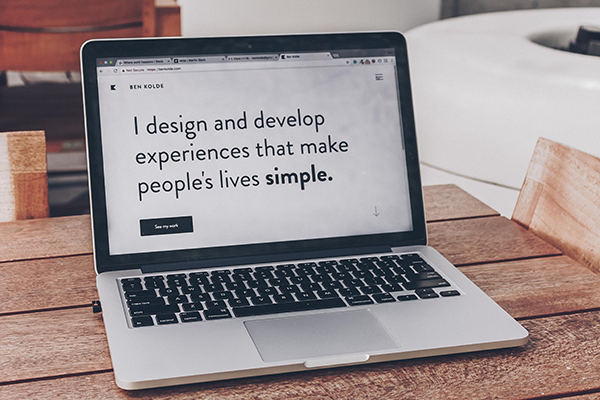 BEN KOLDE
I design and develop
experiences that make
people's lives simple.
See my work